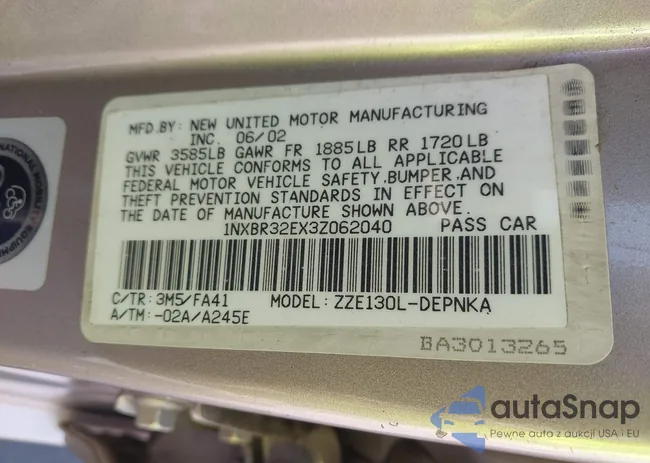 MFD.BY: NEW UNITED MOTOR MANUFACTURING
INC. 06/02
GVWR 3585LB GAWR FR 1885LB RR 1720LB
THIS VEHICLE CONFORMS TO ALL APPLICABLE
FEDERAL MOTOR VEHICLE SAFETY,BUMPER,AND
THEFT PREVENTION STANDARDS IN EFFECT ON
THE DATE OF MANUFACTURE SHOWN ABOVE.
1NXBR32EX3Z062040 PASS CAR
C/TR: 3M5/FA41 MODEL: ZZE130L-DEPNKA
A/TM: -02A/A245E
BA3013265
autaSnap
Pewne auta z aukcji USA i EU